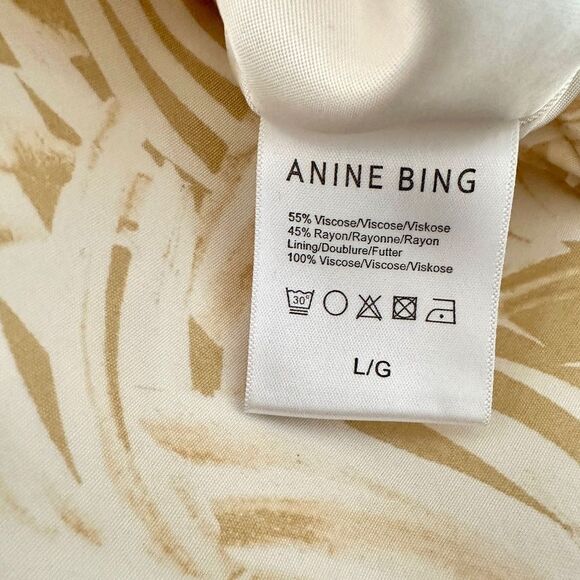 ANINE BING
55% Viscose/Viscose/Viskose
45% Rayon/Rayonne/Rayon
Lining/Doublure/Futter
100% Viscose/Viscose/Viskose
30°
L/G